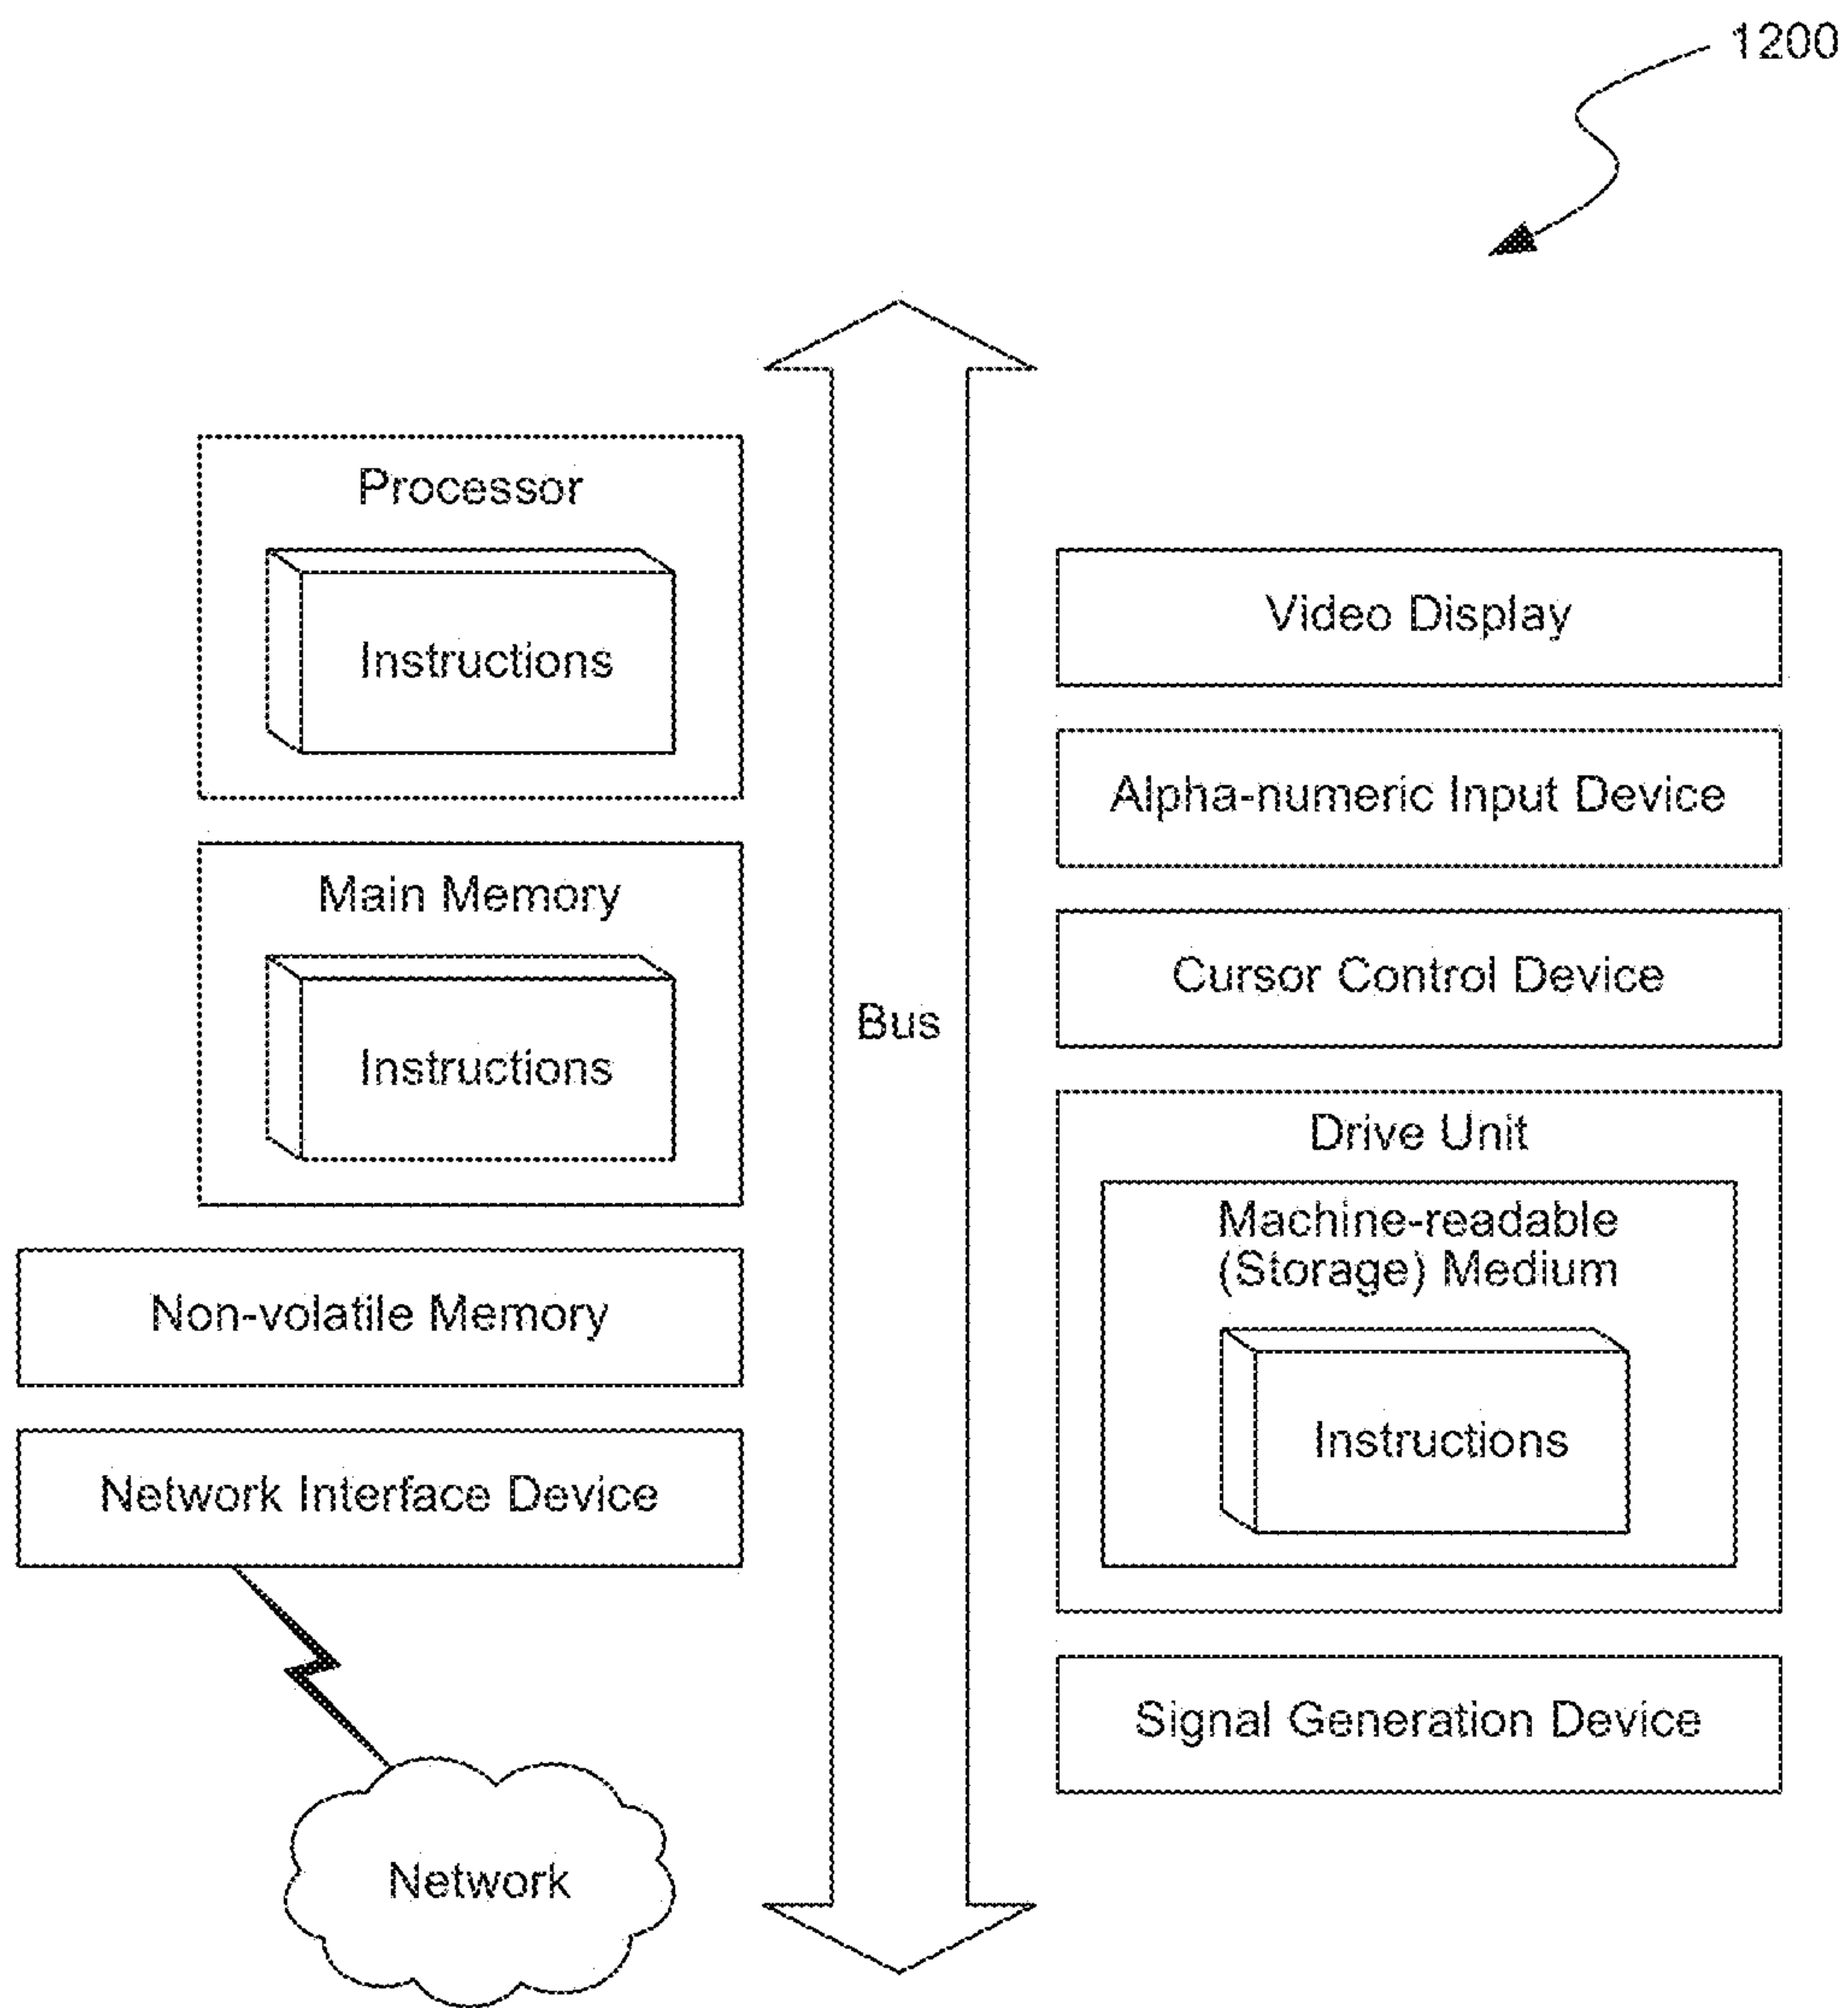 1200
Processor
Instructions
Main Memory
Instructions
Non-volatile Memory
Network Interface Device
Network
Bus
Video Display
Alpha-numeric Input Device
Cursor Control Device
Drive Unit
Machine-readable
(Storage) Medium
Instructions
Signal Generation Device